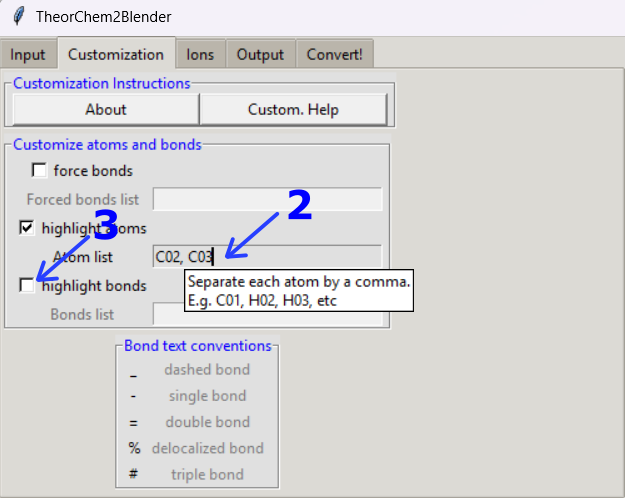 TheorChem2Blender
Input Customization Ions Output Convert!
Customization Instructions
About Custom. Help
Customize atoms and bonds
force bonds
Forced bonds list
2
3
highlight atoms
Atom list C02, C03
Separate each atom by a comma.
E.g. C01, H02, H03, etc
highlight bonds
Bonds list
Bond text conventions
_ dashed bond
- single bond
= double bond
% delocalized bond
# triple bond